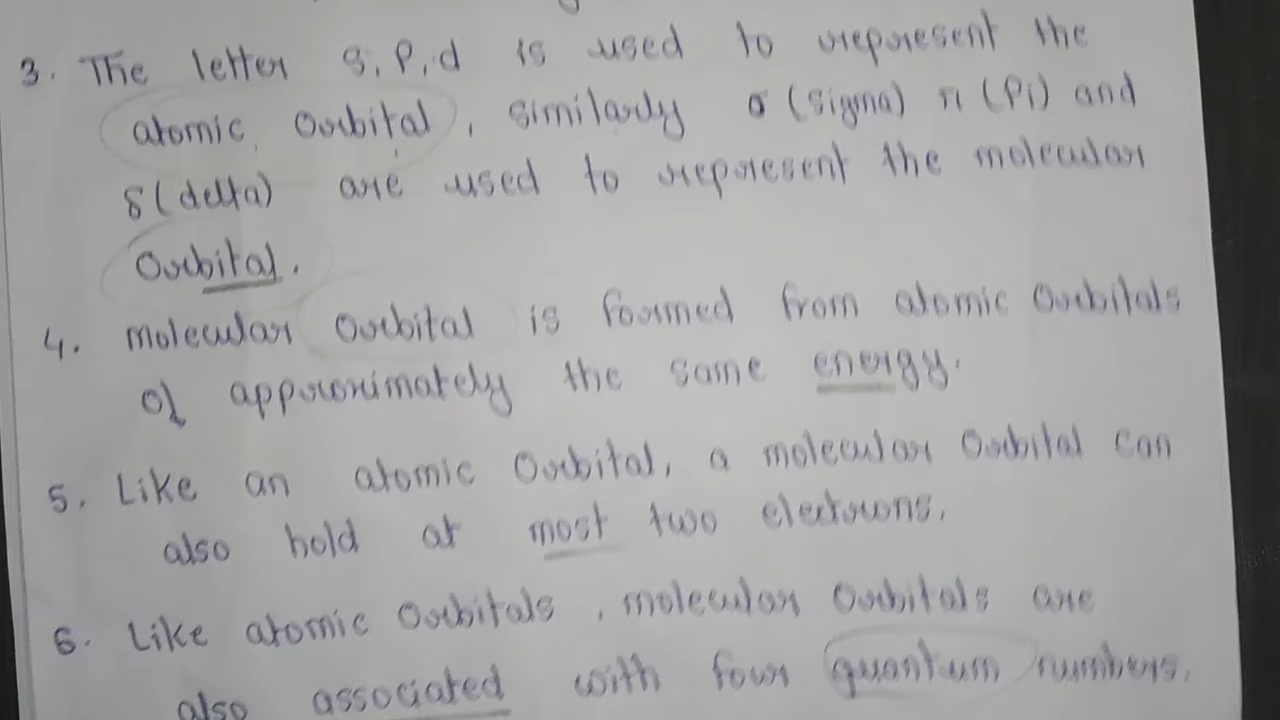 3. The letter s, p, d is used to represent the
atomic orbital, similarly σ (sigma) π (Pi) and
δ (delta) are used to represent the molecular
Orbital.
4. molecular orbital is formed from atomic orbitals
of approximately the same energy.
5. Like an atomic Orbital, a molecular Orbital can
also hold at most two electrons.
6. Like atomic Orbitals, molecular orbitals are
also associated with four quantum numbers.